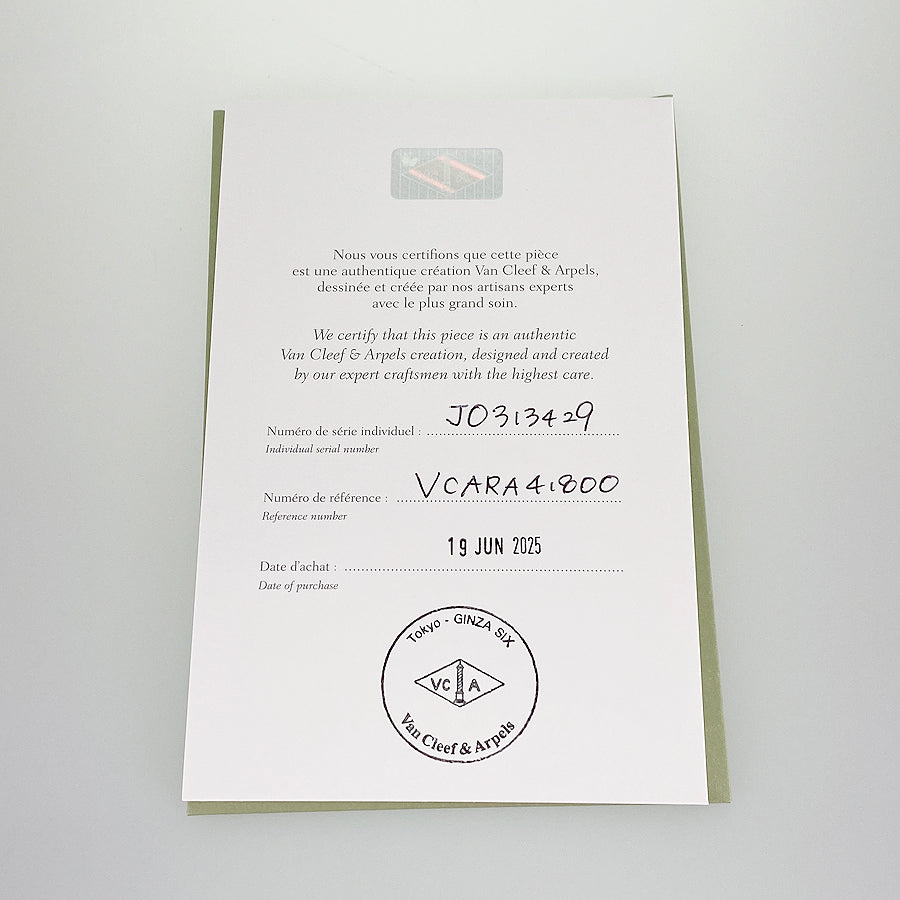 Nous vous certifions que cette pièce
est une authentique création Van Cleef & Arpels,
dessinée et créée par nos artisans experts
avec le plus grand soin.
We certify that this piece is an authentic
Van Cleef & Arpels creation, designed and created
by our expert craftsmen with the highest care.
Numéro de série individuel : JO313429
Individual serial number
Numéro de référence : VCARA41800
Reference number
19 JUN 2025
Date d'achat :
Date of purchase
Tokyo - GINZA SIX
VC A
Van Cleef & Arpels